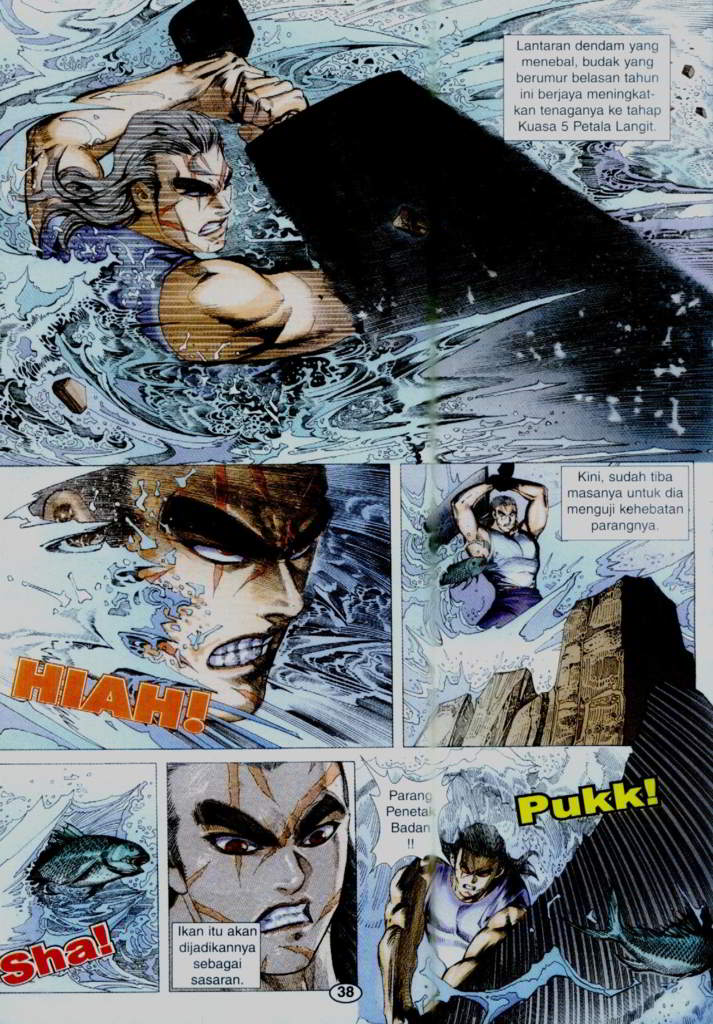 Lantaran dendam yang
menebal, budak yang
berumur belasan tahun
ini berjaya meningkat-
kan tenaganya ke tahap
Kuasa 5 Petala Langit.
HIAH!
Kini, sudah tiba
masanya untuk dia
menguji kehebatan
parangnya.
Sha!
Ikan itu akan
dijadikannya
sebagai
sasaran.
Parang
Penetak
Badan
!!
Pukk!
38